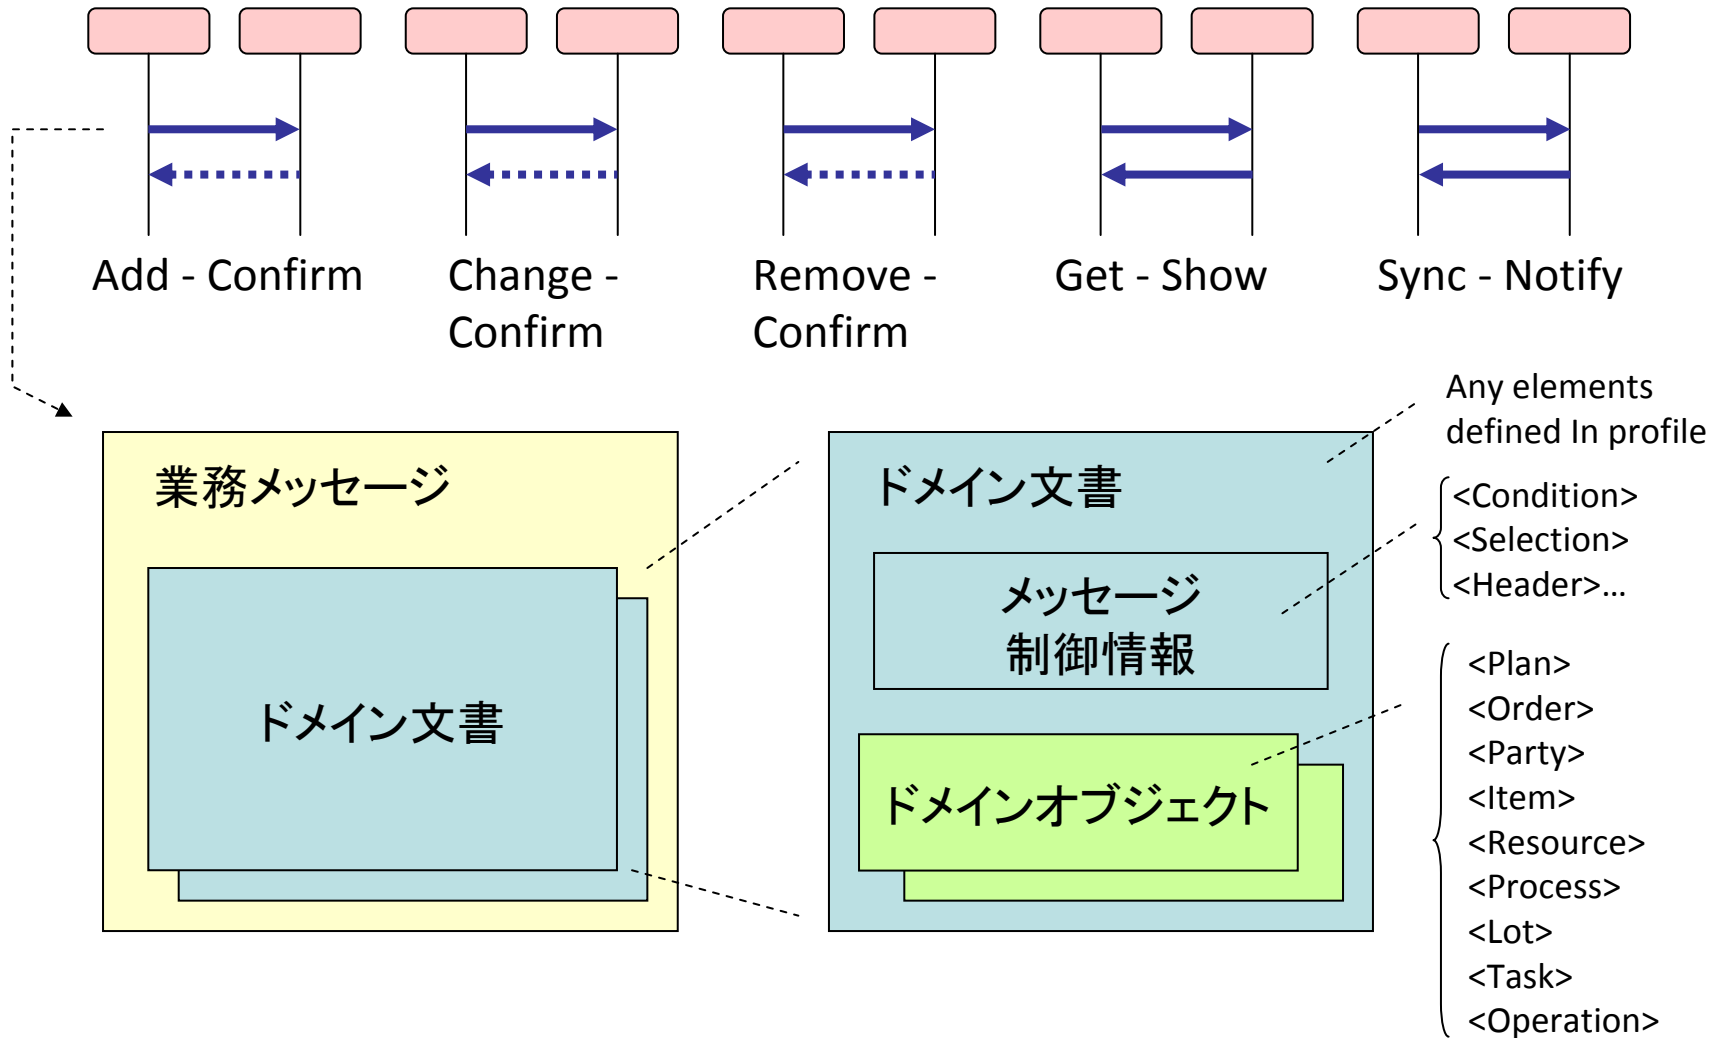 Add - Confirm
Change -
Confirm
Remove -
Confirm
Get - Show
Sync - Notify
業務メッセージ
ドメイン文書
ドメイン文書
メッセージ
制御情報
ドメインオブジェクト
Any elements
defined In profile
<Condition>
<Selection>
<Header>...
<Plan>
<Order>
<Party>
<Item>
<Resource>
<Process>
<Lot>
<Task>
<Operation>